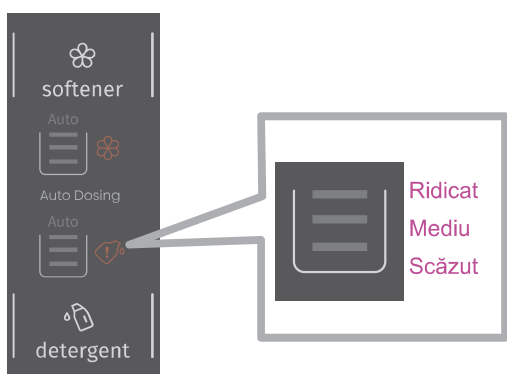 softener
Auto
Auto Dosing
Auto
detergent
Ridicat
Mediu
Scăzut